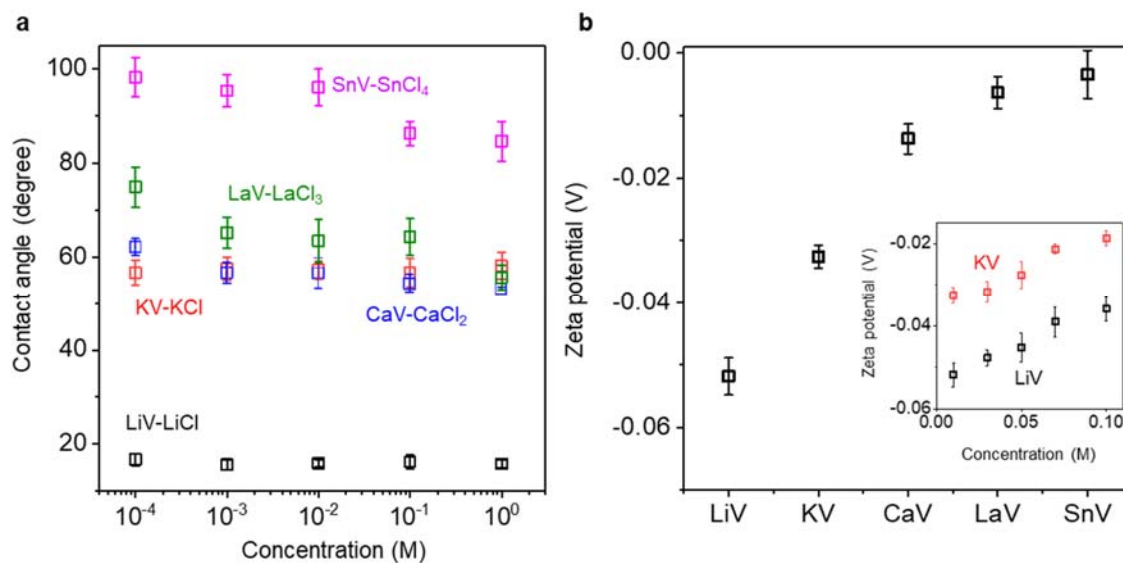 a
Contact angle (degree)
100
80
60
40
20
SnV-SnCl₄
LaV-LaCl₃
KV-KCl
CaV-CaCl₂
LiV-LiCl
10⁻⁴ 10⁻³ 10⁻² 10⁻¹ 10⁰
Concentration (M)
b
Zeta potential (V)
0.00
-0.02
-0.04
-0.06
LiV KV CaV LaV SnV
Zeta potential (V)
-0.02
-0.04
-0.06
KV
LiV
0.00 0.05 0.10
Concentration (M)